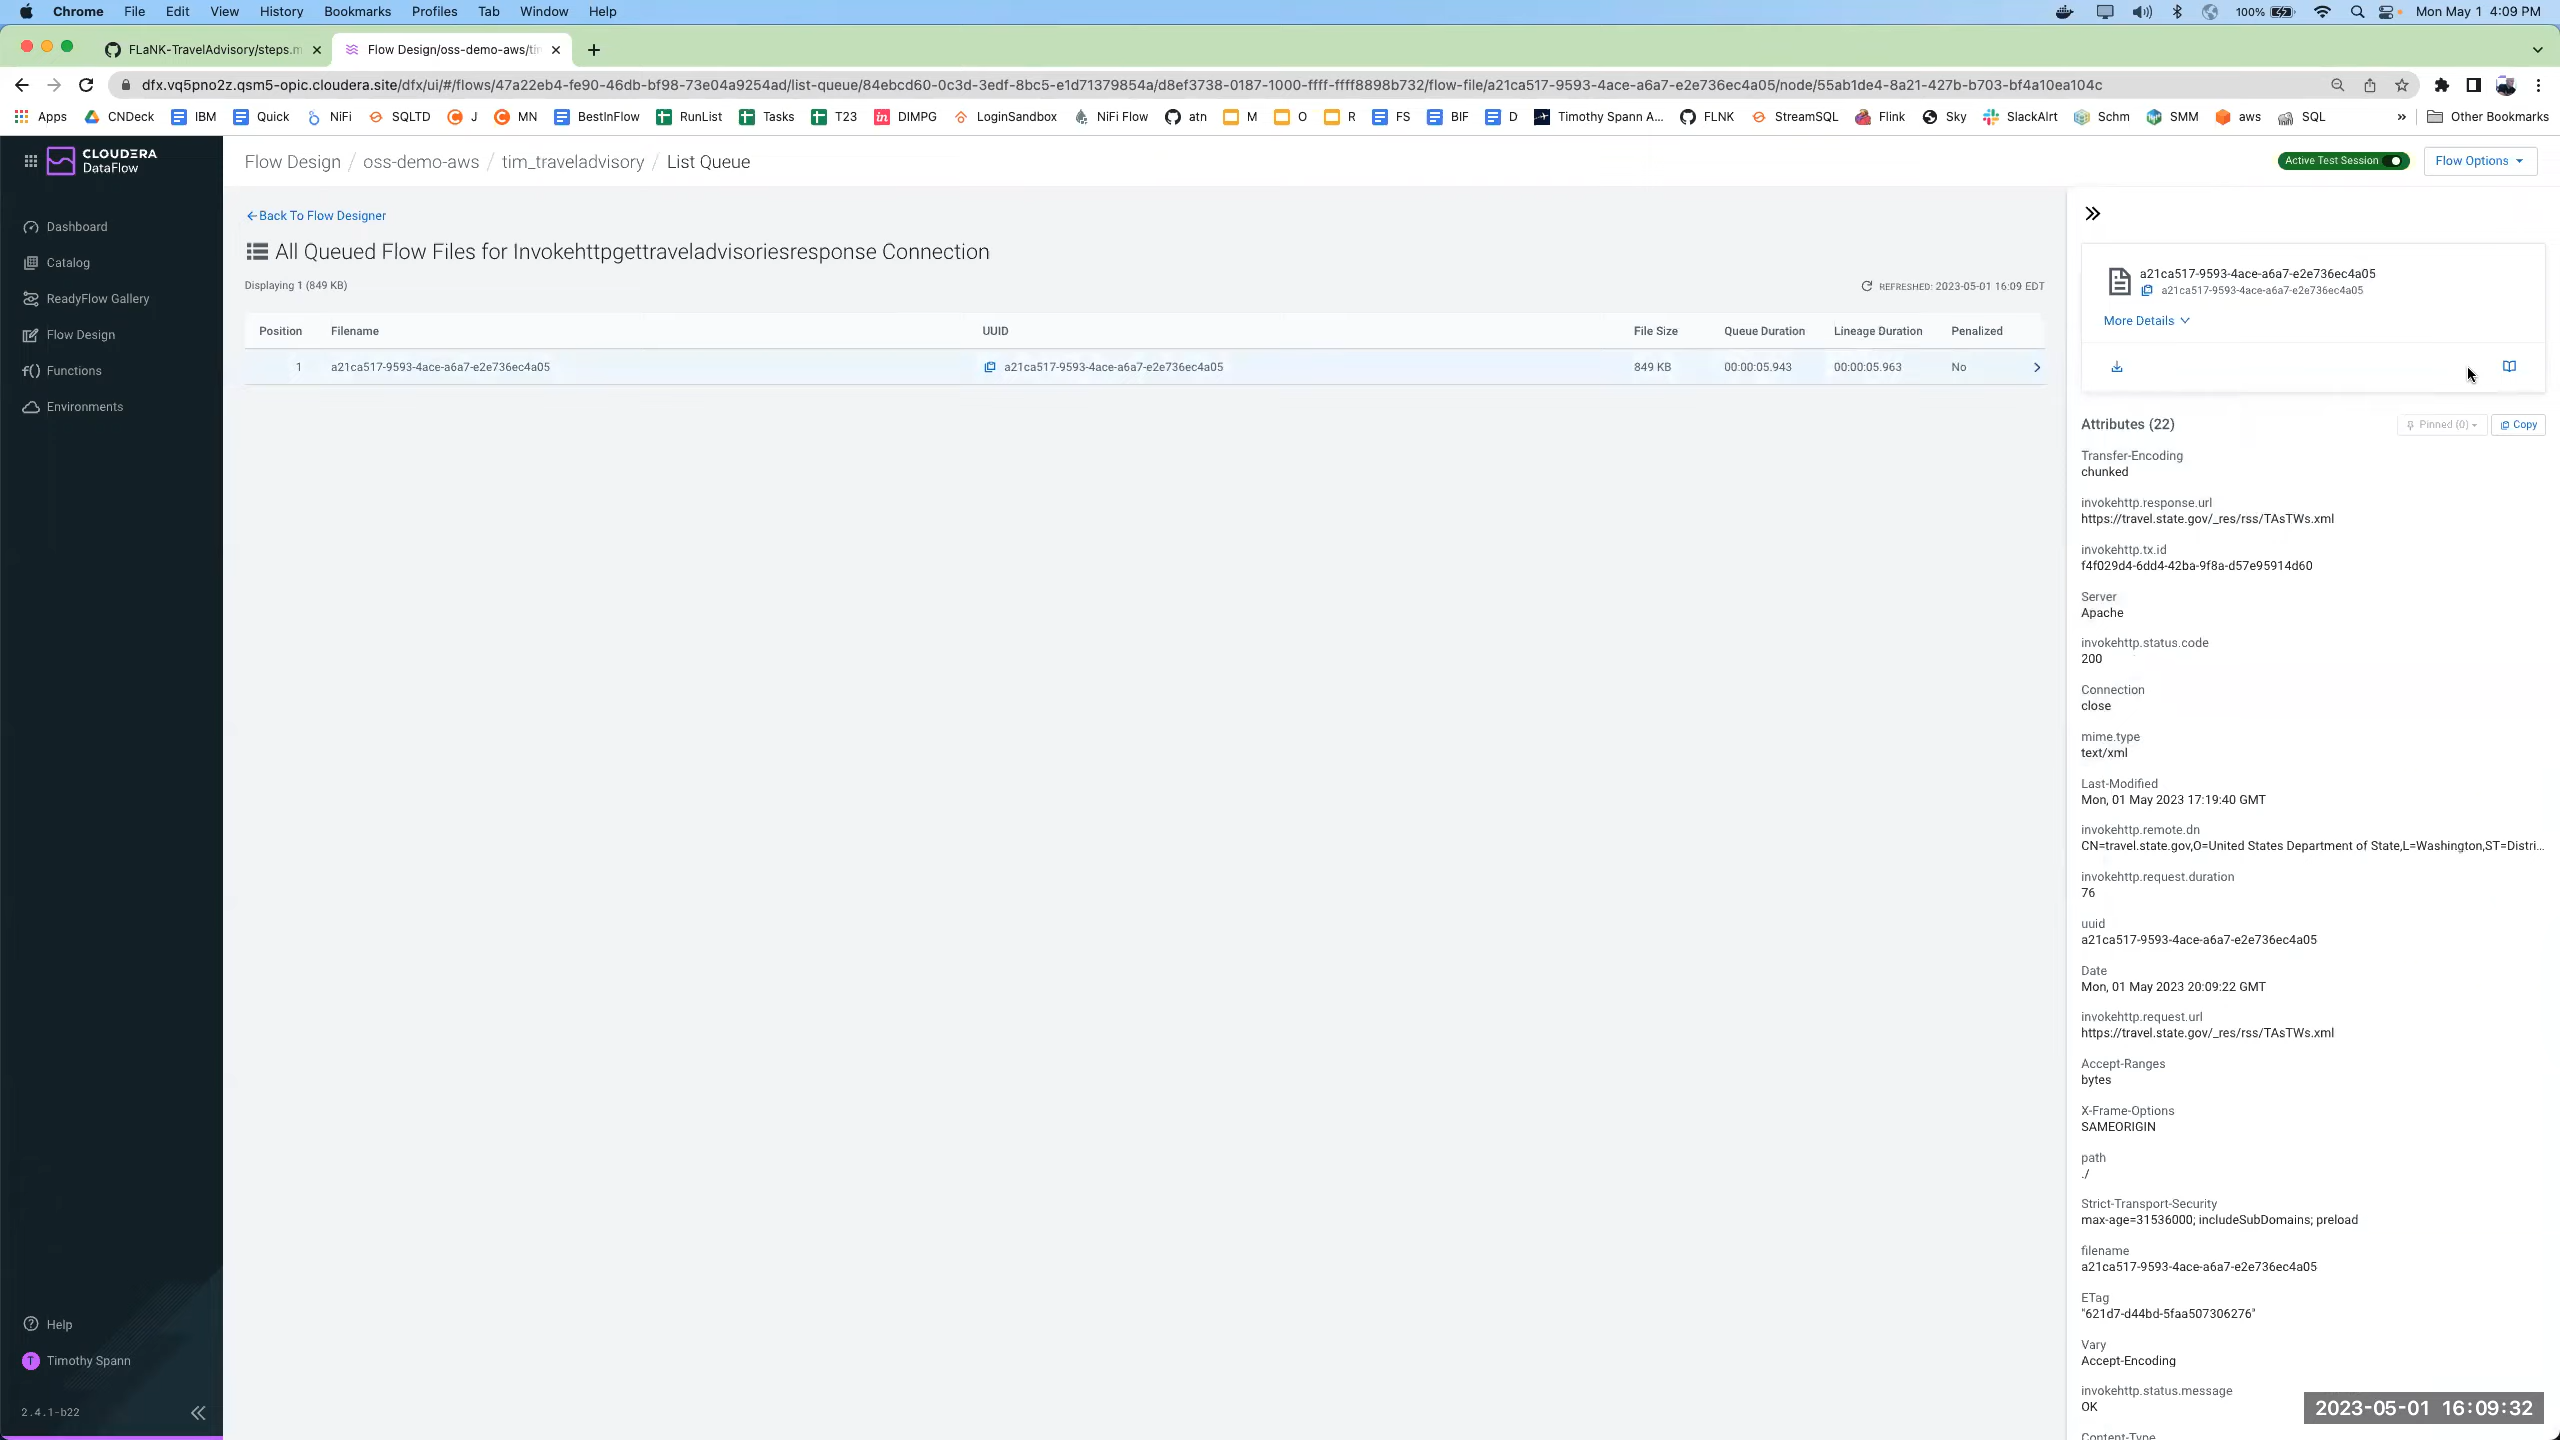 Chrome File Edit View History Bookmarks Profiles Tab Window Help
100% Mon May 1 4:09 PM
FLaNK-TravelAdvisory/steps.m
Flow Design/oss-demo-aws/tim
dfx.vq5pno2z.qsm5-opic.cloudera.site/dfx/ui/#/flows/47a22eb4-fe90-46db-bf98-73e04a9254ad/list-queue/84ebcd60-0c3d-3edf-8bc5-e1d71379854a/d8ef3738-0187-1000-ffff-ffff8898b732/flow-file/a21ca517-9593-4ace-a6a7-e2e736ec4a05/node/55ab1de4-8a21-427b-b703-bf4a10ea104c
Apps CNDeck IBM Quick NiFi SQLTD J MN BestInFlow RunList Tasks T23 DIMPG LoginSandbox NiFi Flow atn M O R FS BIF D Timothy Spann A... FLNK StreamSQL Flink Sky SlackAlrt Schm SMM aws SQL » Other Bookmarks
CLOUDERA
DataFlow
Dashboard
Catalog
ReadyFlow Gallery
Flow Design
Functions
Environments
Help
T Timothy Spann
2.4.1-b22
Flow Design / oss-demo-aws / tim_traveladvisory / List Queue
Active Test Session
Flow Options
Back To Flow Designer
All Queued Flow Files for Invokehttpgettraveladvisoriesresponse Connection
Displaying 1 (849 KB)
REFRESHED: 2023-05-01 16:09 EDT
Position Filename UUID File Size Queue Duration Lineage Duration Penalized
1 a21ca517-9593-4ace-a6a7-e2e736ec4a05 a21ca517-9593-4ace-a6a7-e2e736ec4a05 849 KB 00:00:05.943 00:00:05.963 No
a21ca517-9593-4ace-a6a7-e2e736ec4a05
a21ca517-9593-4ace-a6a7-e2e736ec4a05
More Details
Attributes (22)
Pinned (0)
Copy
Transfer-Encoding
chunked
invokehttp.response.url
https://travel.state.gov/_res/rss/TAsTWs.xml
invokehttp.tx.id
f4f029d4-6dd4-42ba-9f8a-d57e95914d60
Server
Apache
invokehttp.status.code
200
Connection
close
mime.type
text/xml
Last-Modified
Mon, 01 May 2023 17:19:40 GMT
invokehttp.remote.dn
CN=travel.state.gov,O=United States Department of State,L=Washington,ST=Distri...
invokehttp.request.duration
76
uuid
a21ca517-9593-4ace-a6a7-e2e736ec4a05
Date
Mon, 01 May 2023 20:09:22 GMT
invokehttp.request.url
https://travel.state.gov/_res/rss/TAsTWs.xml
Accept-Ranges
bytes
X-Frame-Options
SAMEORIGIN
path
./
Strict-Transport-Security
max-age=31536000; includeSubDomains; preload
filename
a21ca517-9593-4ace-a6a7-e2e736ec4a05
ETag
"621d7-d44bd-5faa507306276"
Vary
Accept-Encoding
invokehttp.status.message
OK
Content-Type
2023-05-01 16:09:32